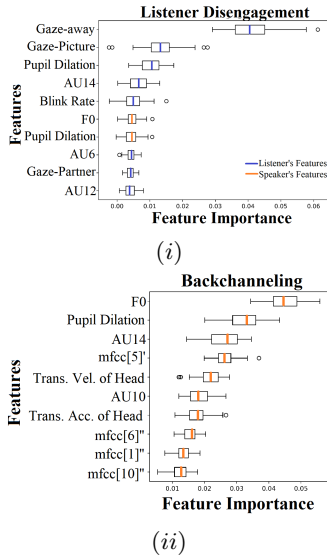 Listener Disengagement
Gaze-away
Gaze-Picture
Pupil Dilation
AU14
Blink Rate
F0
Pupil Dilation
AU6
Gaze-Partner
AU12
Features
Listener's Features
Speaker's Features
0.00 0.01 0.02 0.03 0.04 0.05 0.06
Feature Importance
(i)
Backchanneling
F0
Pupil Dilation
AU14
mfcc[5]'
Trans. Vel. of Head
AU10
Trans. Acc. of Head
mfcc[6]"
mfcc[1]"
mfcc[10]"
Features
0.01 0.02 0.03 0.04 0.05
Feature Importance
(ii)